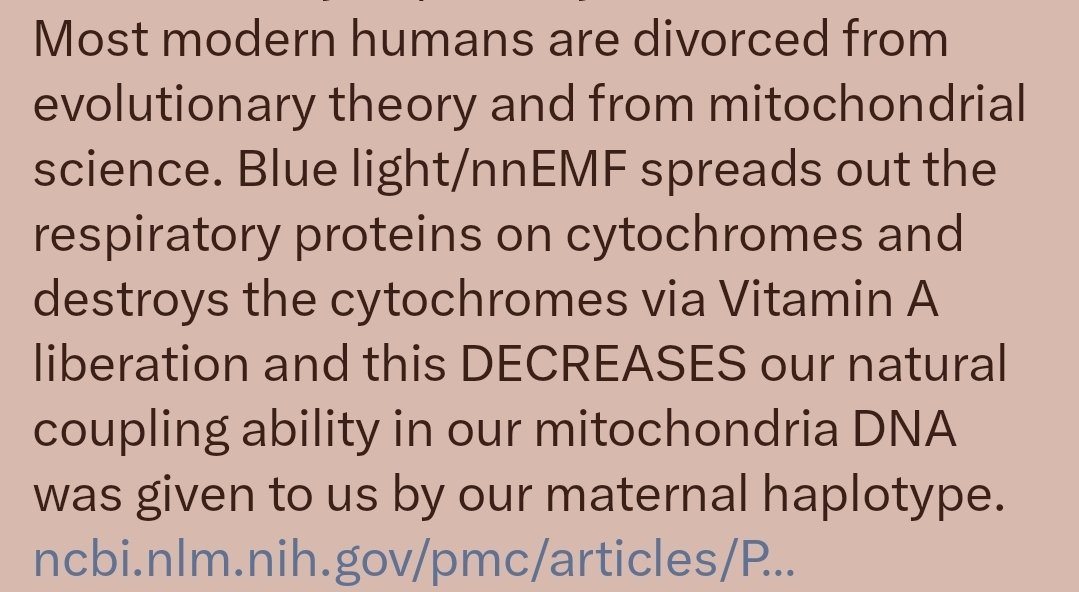 Most modern humans are divorced from
evolutionary theory and from mitochondrial
science. Blue light/nnEMF spreads out the
respiratory proteins on cytochromes and
destroys the cytochromes via Vitamin A
liberation and this DECREASES our natural
coupling ability in our mitochondria DNA
was given to us by our maternal haplotype.
ncbi.nlm.nih.gov/pmc/articles/P...